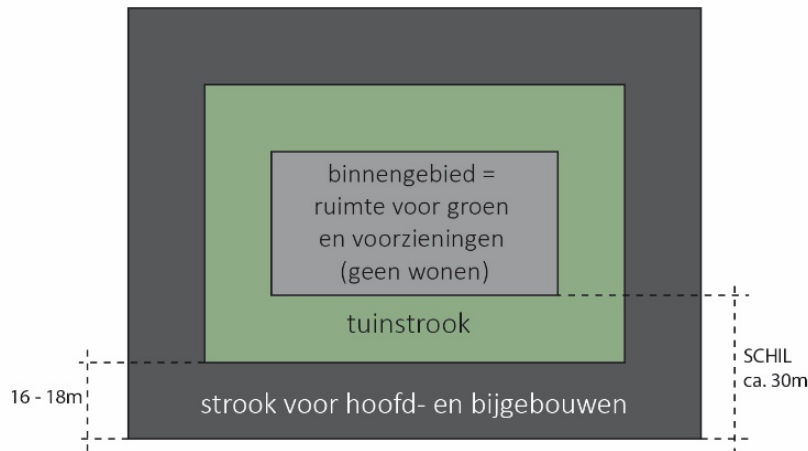 binnengebied =
ruimte voor groen
en voorzieningen
(geen wonen)
tuinstrook
SCHIL
ca. 30m
16 - 18m
strook voor hoofd- en bijgebouwen